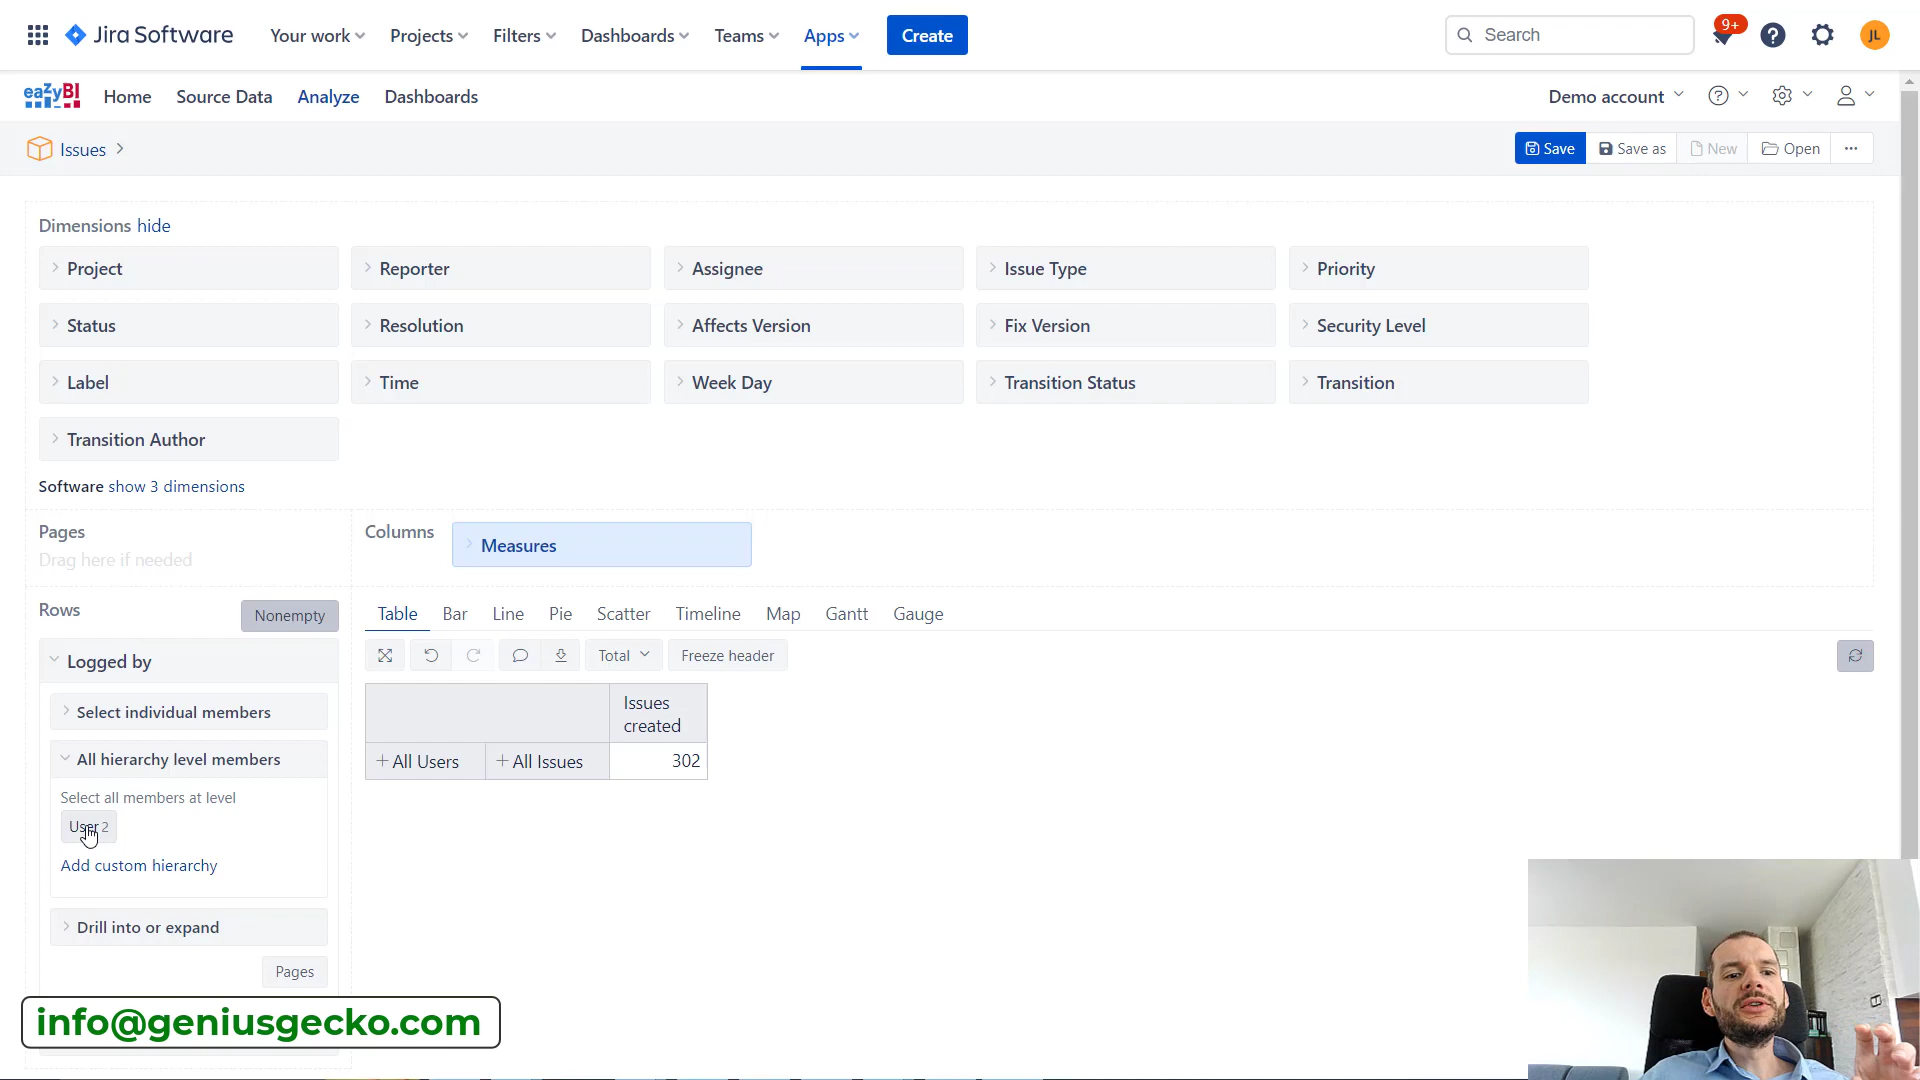 Jira Software Your work Projects Filters Dashboards Teams Apps Create Search 9+ JL
eazyBI Home Source Data Analyze Dashboards Demo account
Issues Save Save as New Open
Dimensions hide
Project Reporter Assignee Issue Type Priority
Status Resolution Affects Version Fix Version Security Level
Label Time Week Day Transition Status Transition
Transition Author
Software show 3 dimensions
Pages Columns Measures
Drag here if needed
Rows Nonempty Table Bar Line Pie Scatter Timeline Map Gantt Gauge
Total Freeze header
Logged by
Issues
created
Select individual members
All Users All Issues 302
All hierarchy level members
Select all members at level
User 2
Add custom hierarchy
Drill into or expand
Pages
info@geniusgecko.com